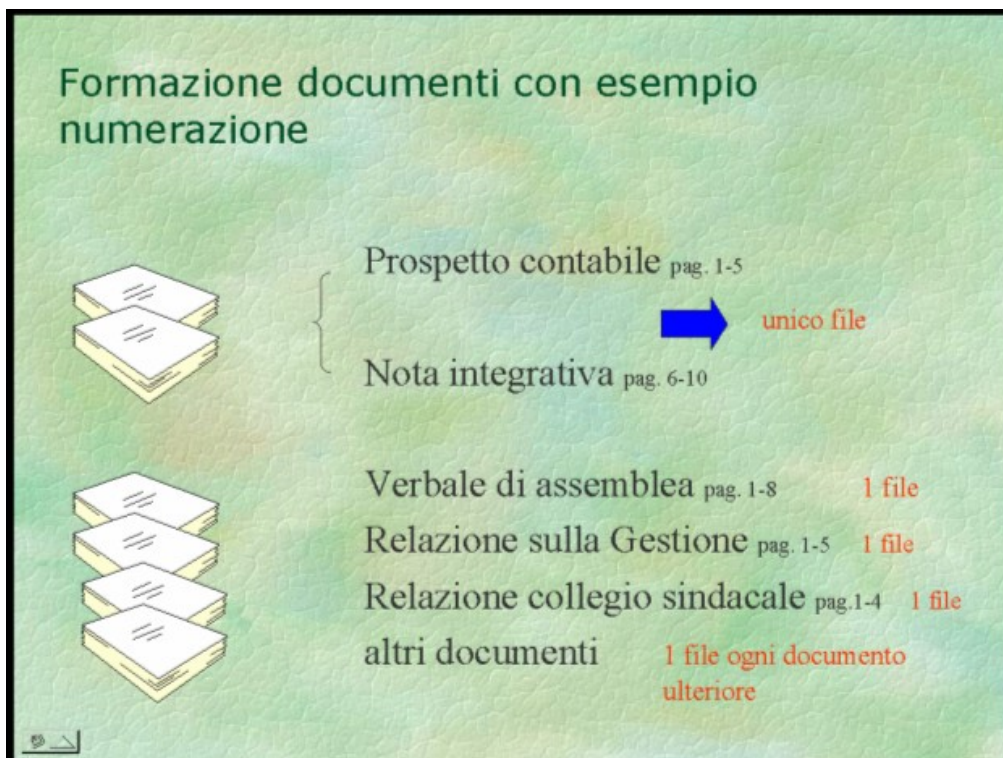 Formazione documenti con esempio
numerazione
Prospetto contabile pag. 1-5
unico file
Nota integrativa pag. 6-10
Verbale di assemblea pag. 1-8 1 file
Relazione sulla Gestione pag. 1-5 1 file
Relazione collegio sindacale pag.1-4 1 file
altri documenti 1 file ogni documento
ulteriore